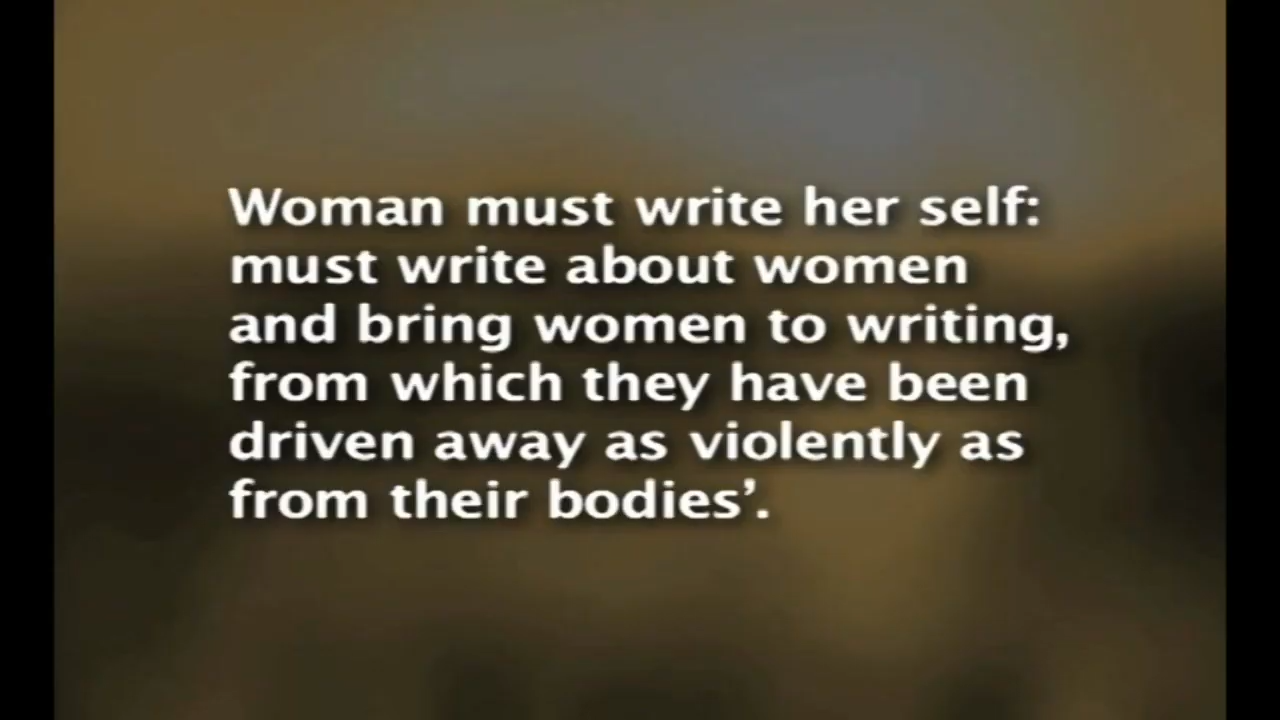 Woman must write her self:
must write about women
and bring women to writing,
from which they have been
driven away as violently as
from their bodies’.